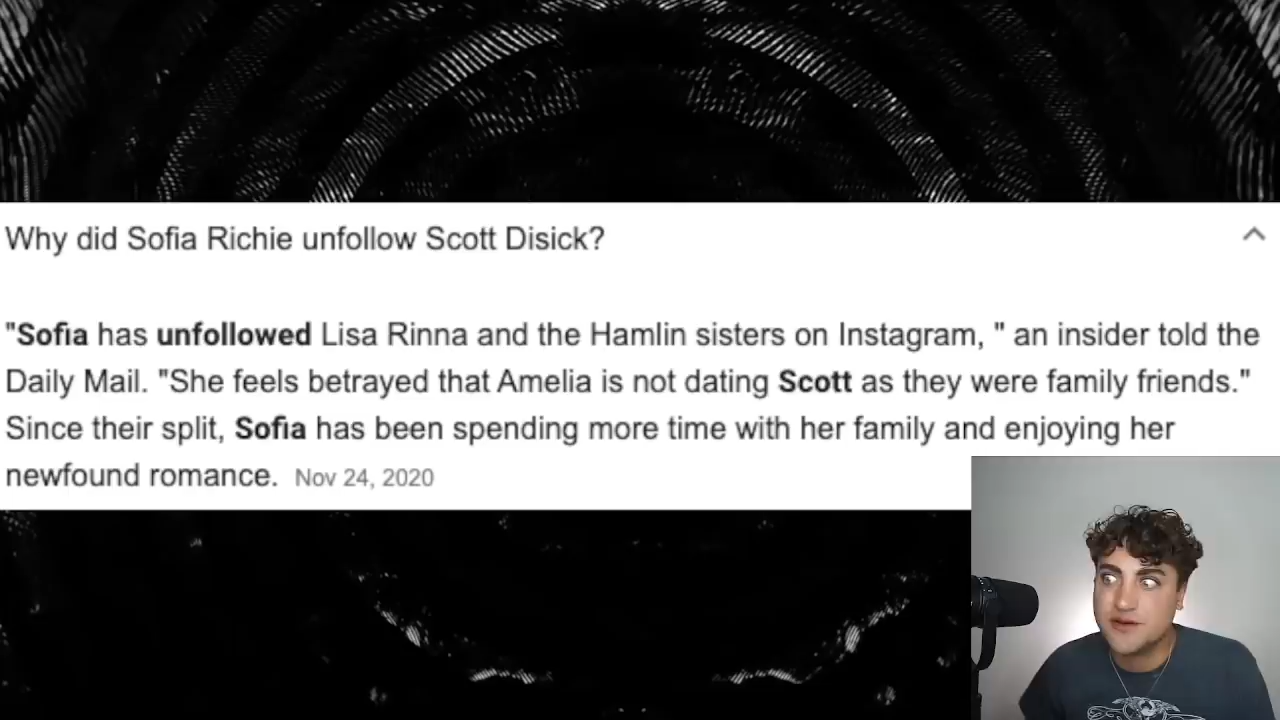 Why did Sofia Richie unfollow Scott Disick?
"Sofia has unfollowed Lisa Rinna and the Hamlin sisters on Instagram, " an insider told the
Daily Mail. "She feels betrayed that Amelia is not dating Scott as they were family friends."
Since their split, Sofia has been spending more time with her family and enjoying her
newfound romance. Nov 24, 2020